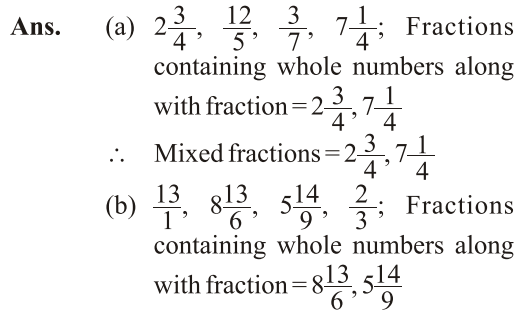 Ans. (a) 2 3/4, 12/5, 3/7, 7 1/4; Fractions
containing whole numbers along
with fraction = 2 3/4, 7 1/4
∴ Mixed fractions = 2 3/4, 7 1/4
(b) 13/1, 8 13/6, 5 14/9, 2/3; Fractions
containing whole numbers along
with fraction = 8 13/6, 5 14/9